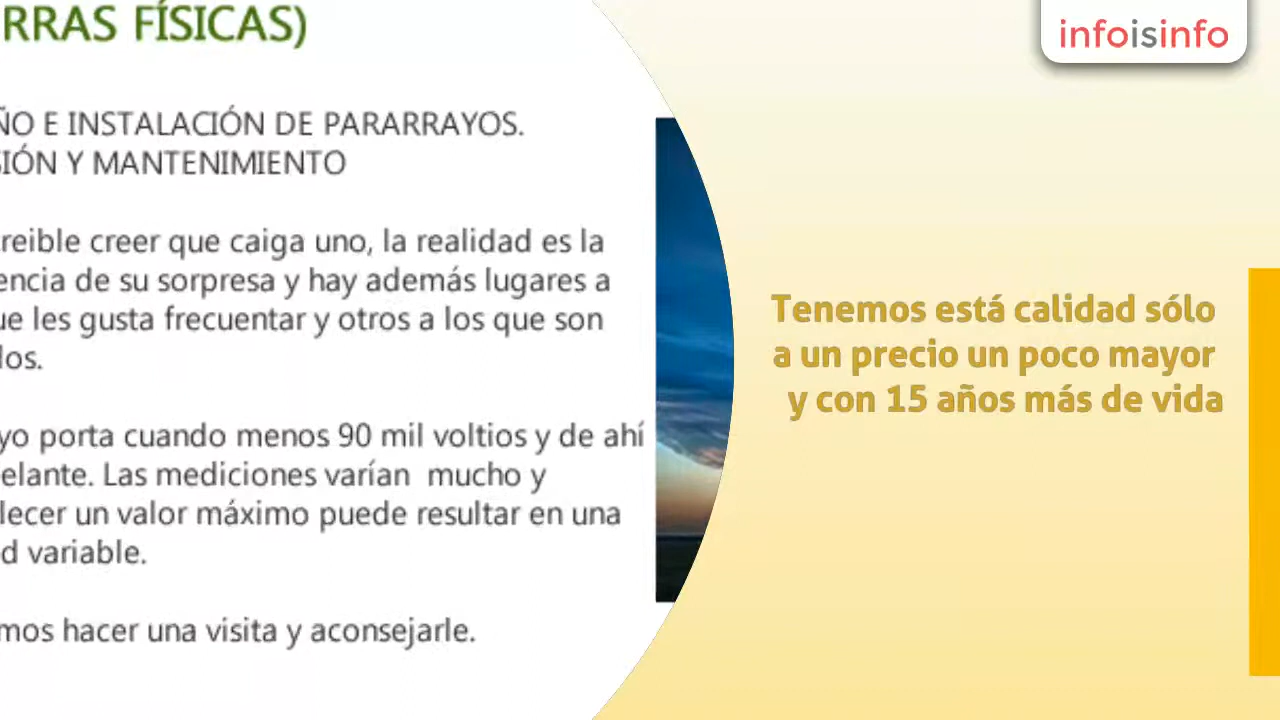 RRAS FÍSICAS)
ÑO E INSTALACIÓN DE PARARRAYOS.
SIÓN Y MANTENIMIENTO
reible creer que caiga uno, la realidad es la
encia de su sorpresa y hay además lugares a
ue les gusta frecuentar y otros a los que son
los.
yo porta cuando menos 90 mil voltios y de ahí
elante. Las mediciones varían mucho y
lecer un valor máximo puede resultar en una
d variable.
mos hacer una visita y aconsejarle.
infoisinfo
Tenemos está calidad sólo
a un precio un poco mayor
y con 15 años más de vida